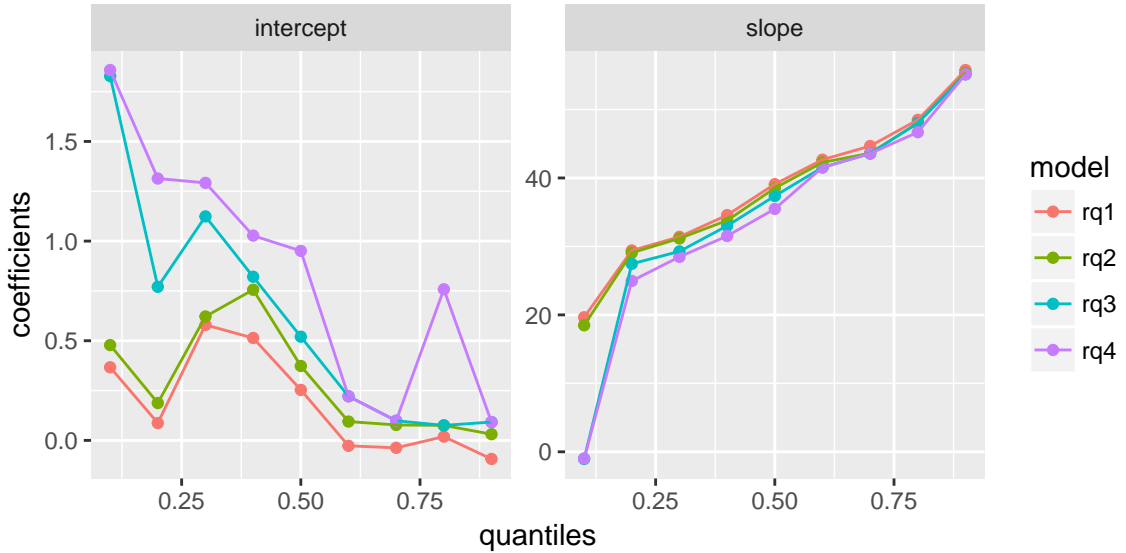 intercept
slope
coefficients
1.5
1.0
0.5
0.0
40
20
0
0.25
0.50
0.75
0.25
0.50
0.75
quantiles
model
rq1
rq2
rq3
rq4